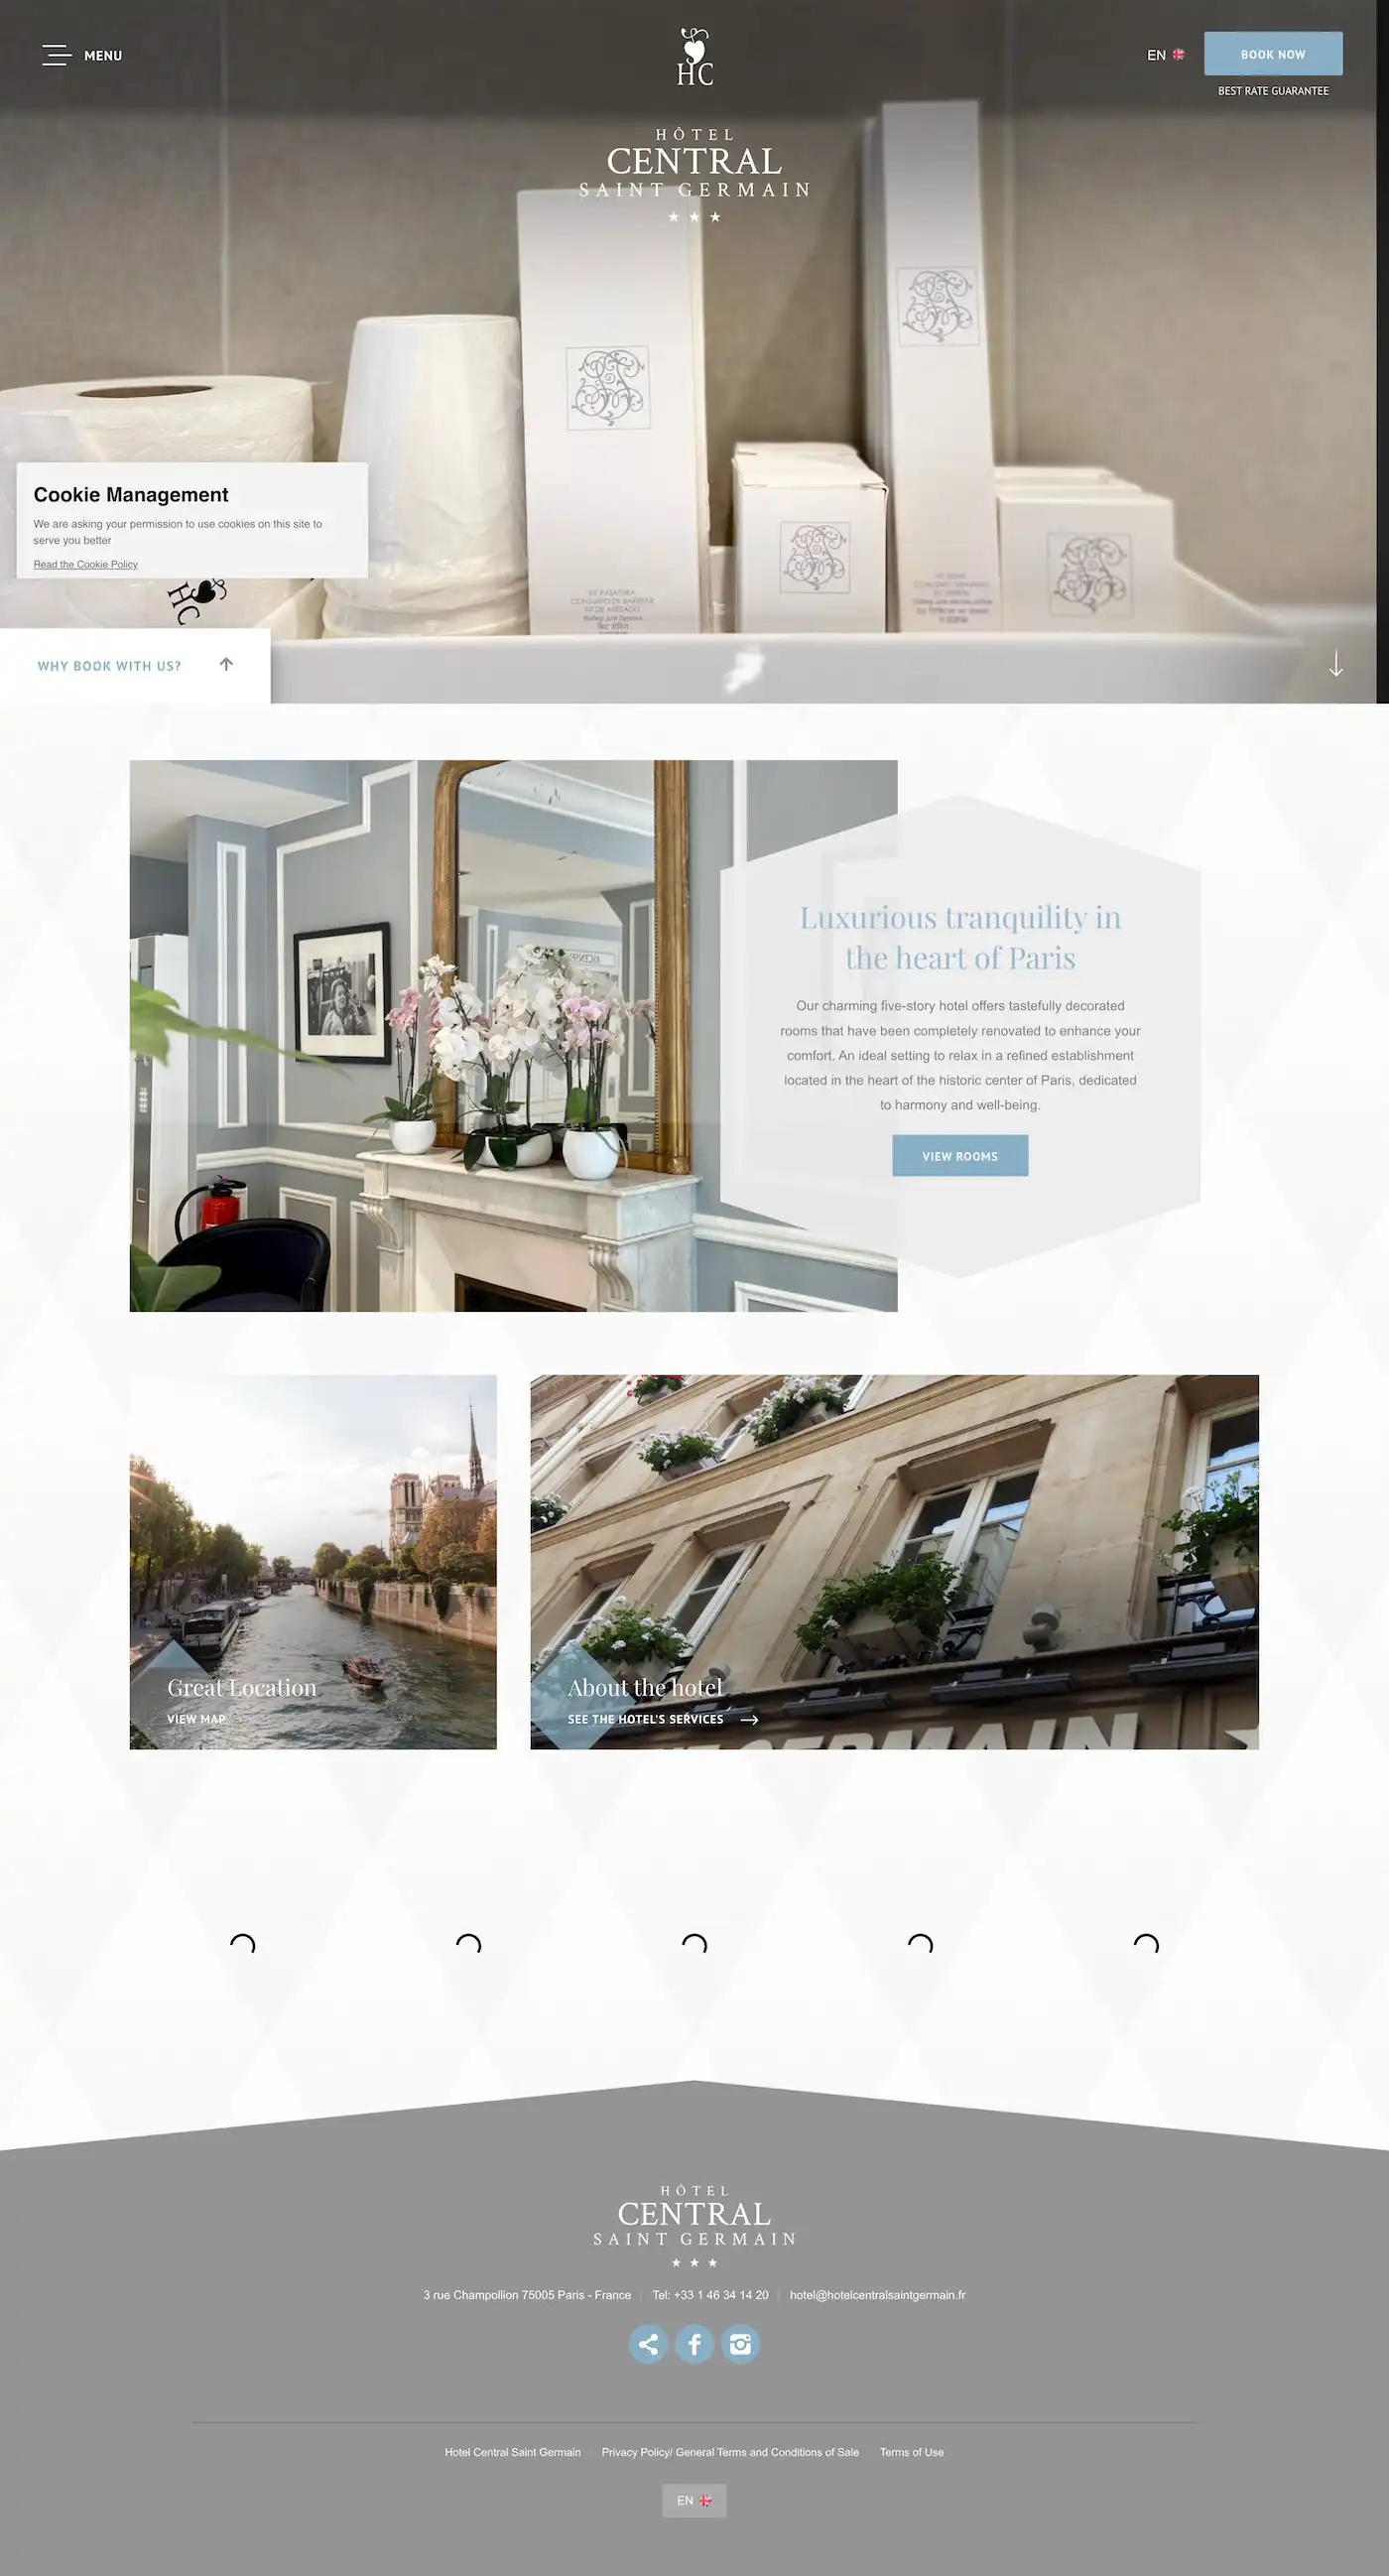 MENU
HC
EN
BOOK NOW
BEST RATE GUARANTEE
HÔTEL
CENTRAL
SAINT GERMAIN
Cookie Management
We are asking your permission to use cookies on this site to
serve you better
Read the Cookie Policy
HC
WHY BOOK WITH US?
Luxurious tranquility in
the heart of Paris
Our charming five-story hotel offers tastefully decorated
rooms that have been completely renovated to enhance your
comfort. An ideal setting to relax in a refined establishment
located in the heart of the historic center of Paris, dedicated
to harmony and well-being.
VIEW ROOMS
Great Location
VIEW MAP
About the hotel
SEE THE HOTEL'S SERVICES
GERMAIN
HÔTEL
CENTRAL
SAINT GERMAIN
3 rue Champollion 75005 Paris - France
Tel: +33 1 46 34 14 20
hotel@hotelcentralsaintgermain.fr
Hotel Central Saint Germain
Privacy Policy/ General Terms and Conditions of Sale
Terms of Use
EN